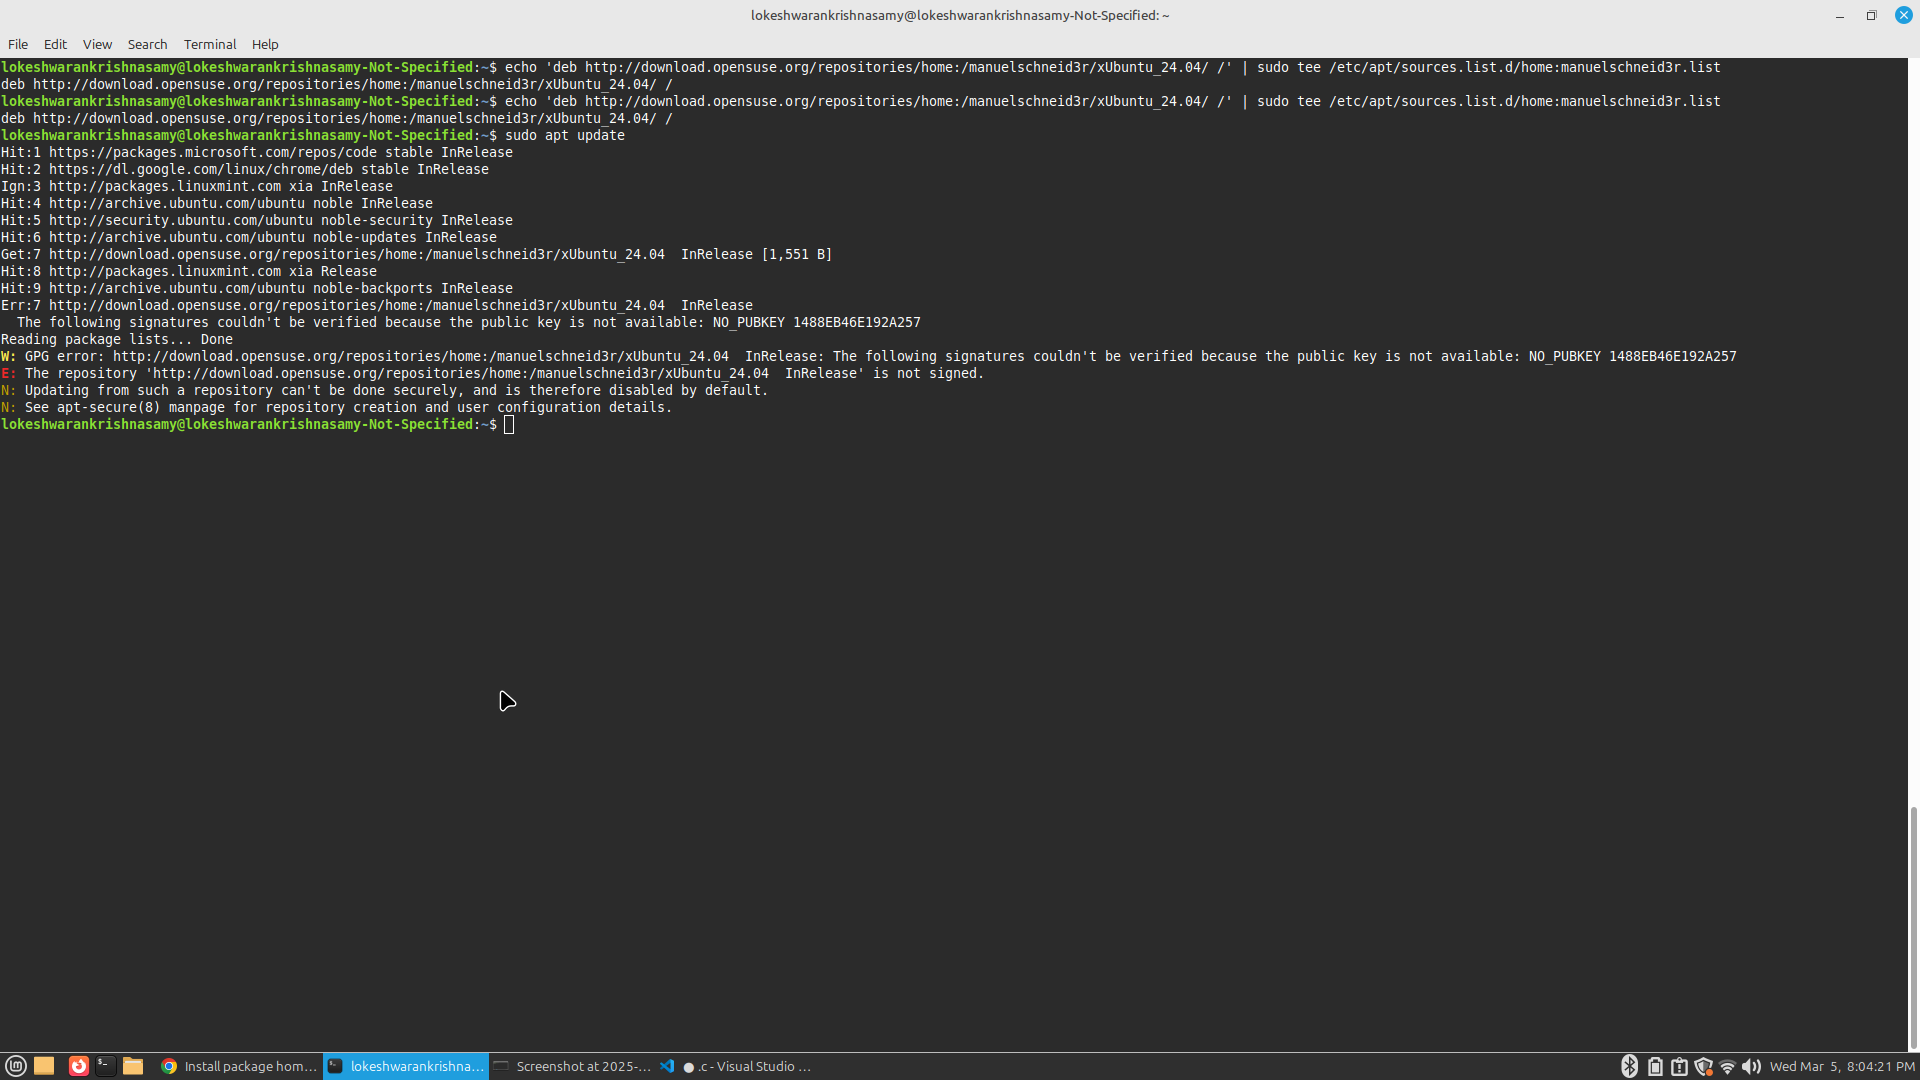 lokeshwarankrishnasamy@lokeshwarankrishnasamy-Not-Specified: ~
File Edit View Search Terminal Help
lokeshwarankrishnasamy@lokeshwarankrishnasamy-Not-Specified:~$ echo 'deb http://download.opensuse.org/repositories/home:/manuelschneid3r/xUbuntu_24.04/ /' | sudo tee /etc/apt/sources.list.d/home:manuelschneid3r.list
deb http://download.opensuse.org/repositories/home:/manuelschneid3r/xUbuntu_24.04/ /
lokeshwarankrishnasamy@lokeshwarankrishnasamy-Not-Specified:~$ echo 'deb http://download.opensuse.org/repositories/home:/manuelschneid3r/xUbuntu_24.04/ /' | sudo tee /etc/apt/sources.list.d/home:manuelschneid3r.list
deb http://download.opensuse.org/repositories/home:/manuelschneid3r/xUbuntu_24.04/ /
lokeshwarankrishnasamy@lokeshwarankrishnasamy-Not-Specified:~$ sudo apt update
Hit:1 https://packages.microsoft.com/repos/code stable InRelease
Hit:2 https://dl.google.com/linux/chrome/deb stable InRelease
Ign:3 http://packages.linuxmint.com xia InRelease
Hit:4 http://archive.ubuntu.com/ubuntu noble InRelease
Hit:5 http://security.ubuntu.com/ubuntu noble-security InRelease
Hit:6 http://archive.ubuntu.com/ubuntu noble-updates InRelease
Get:7 http://download.opensuse.org/repositories/home:/manuelschneid3r/xUbuntu_24.04  InRelease [1,551 B]
Hit:8 http://packages.linuxmint.com xia Release
Hit:9 http://archive.ubuntu.com/ubuntu noble-backports InRelease
Err:7 http://download.opensuse.org/repositories/home:/manuelschneid3r/xUbuntu_24.04  InRelease
  The following signatures couldn't be verified because the public key is not available: NO_PUBKEY 1488EB46E192A257
Reading package lists... Done
W: GPG error: http://download.opensuse.org/repositories/home:/manuelschneid3r/xUbuntu_24.04  InRelease: The following signatures couldn't be verified because the public key is not available: NO_PUBKEY 1488EB46E192A257
E: The repository 'http://download.opensuse.org/repositories/home:/manuelschneid3r/xUbuntu_24.04  InRelease' is not signed.
N: Updating from such a repository can't be done securely, and is therefore disabled by default.
N: See apt-secure(8) manpage for repository creation and user configuration details.
lokeshwarankrishnasamy@lokeshwarankrishnasamy-Not-Specified:~$
Install package hom... lokeshwarankrishna... Screenshot at 2025-... ● .c - Visual Studio ... Wed Mar 5, 8:04:21 PM